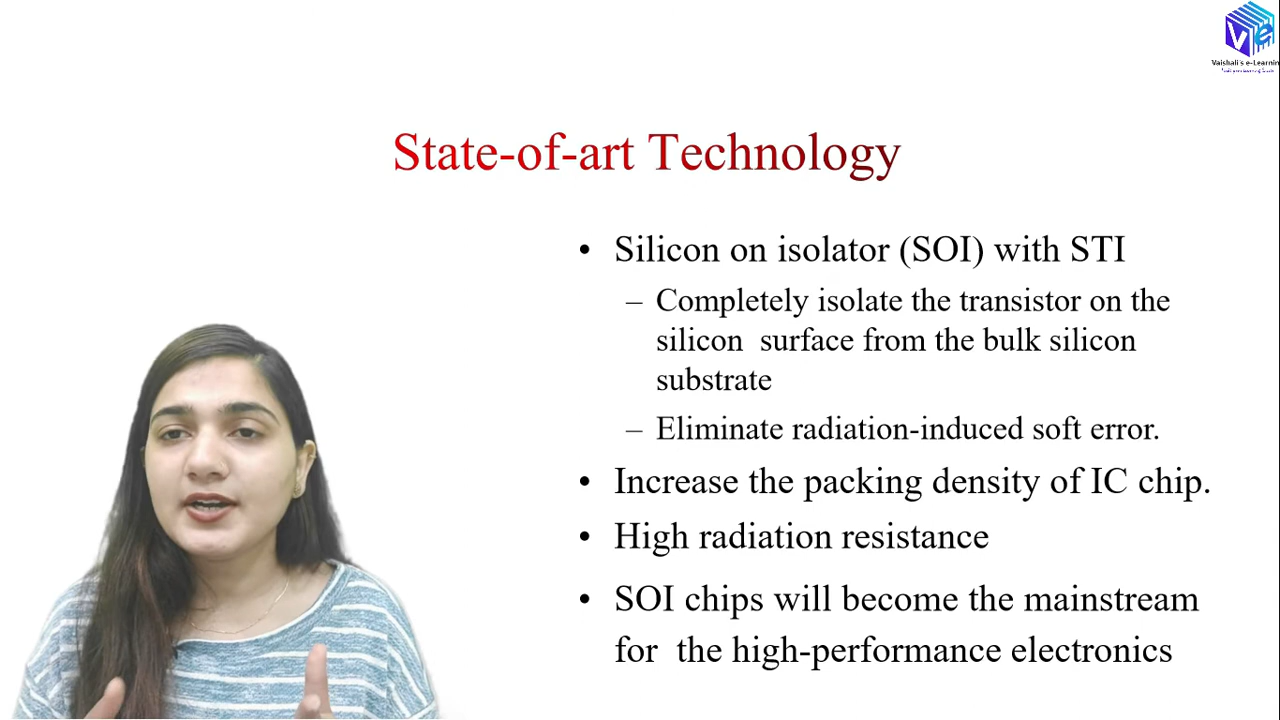 Vaishali's e-Learnin
State-of-art Technology
• Silicon on isolator (SOI) with STI
– Completely isolate the transistor on the
silicon surface from the bulk silicon
substrate
– Eliminate radiation-induced soft error.
• Increase the packing density of IC chip.
• High radiation resistance
• SOI chips will become the mainstream
for the high-performance electronics